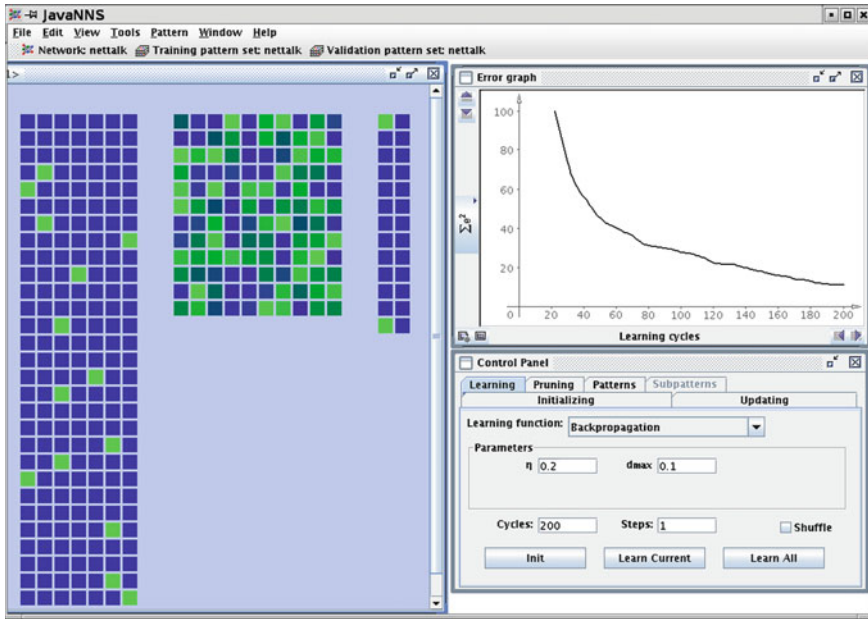 JavaNNS
File Edit View Tools Pattern Window Help
Network: nettalk Training pattern set: nettalk Validation pattern set: nettalk
1>
Error graph
100
80
60
40
20
Σe²
0 20 40 60 80 100 120 140 160 180 200
Learning cycles
Control Panel
Learning Pruning Patterns Subpatterns
Initializing Updating
Learning function: Backpropagation
Parameters
η 0.2 dmax 0.1
Cycles: 200 Steps: 1 Shuffle
Init Learn Current Learn All